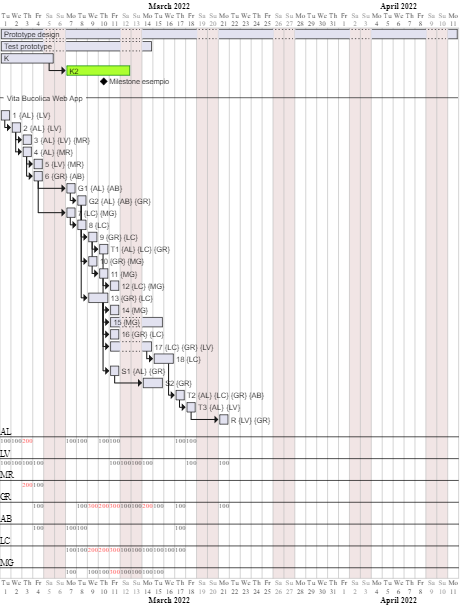 March 2022 April 2022
Tu We Th Fr Sa Su Mo Tu We Th Fr Sa Su Mo Tu We Th Fr Sa Su Mo Tu We Th Fr Sa Su Mo Tu We Th Fr Sa Su Mo Tu We Th Fr Sa Su Mo
1 2 3 4 5 6 7 8 9 10 11 12 13 14 15 16 17 18 19 20 21 22 23 24 25 26 27 28 29 30 31 1 2 3 4 5 6 7 8 9 10 11
Prototype design
Test prototype
K
K2
Milestone esempio
Vita Bucolica Web App
1 {AL} {LV}
2 {AL} {LV}
3 {AL} {LV} {MR}
4 {AL} {MR}
5 {LV} {MR}
6 {GR} {AB}
G1 {AL} {AB}
G2 {AL} {AB} {GR}
7 {LC} {MG}
8 {LC}
9 {GR} {LC}
T1 {AL} {LC} {GR}
10 {GR} {MG}
11 {MG}
12 {LC} {MG}
13 {GR} {LC}
14 {MG}
15 {MG}
16 {GR} {LC}
17 {LC} {GR} {LV}
18 {LC}
S1 {AL} {GR}
S2 {GR}
T2 {AL} {LC} {GR} {AB}
T3 {AL} {LV}
R {LV} {GR}
AL
100 100 200 100 100 100 100 100 100
LV
100 100 100 100 100 100 100 100 100 100
MR
200 100
GR
100 100 100 100 200 100 100 100
AB
100 100 100 100
LC
100 100 200 200 100 100 100 100 100 100
MG
100 100 100 100 100 100 100
Tu We Th Fr Sa Su Mo Tu We Th Fr Sa Su Mo Tu We Th Fr Sa Su Mo Tu We Th Fr Sa Su Mo Tu We Th Fr Sa Su Mo Tu We Th Fr Sa Su Mo
1 2 3 4 5 6 7 8 9 10 11 12 13 14 15 16 17 18 19 20 21 22 23 24 25 26 27 28 29 30 31 1 2 3 4 5 6 7 8 9 10 11
March 2022 April 2022